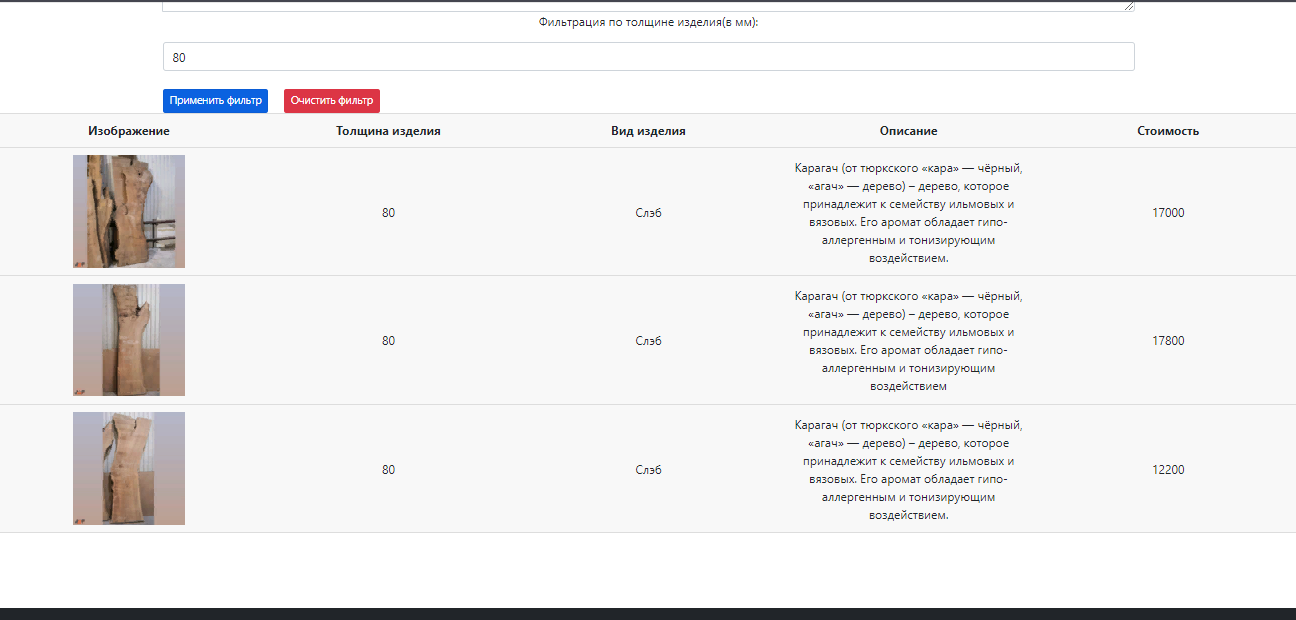 Фильтрация по толщине изделия(в мм):
80
Применить фильтр Очистить фильтр
Изображение Толщина изделия Вид изделия Описание Стоимость
80 Слэб
Карагач (от тюркского «кара» — чёрный,
«агач» — дерево) – дерево, которое
принадлежит к семейству ильмовых и
вязовых. Его аромат обладает гипо-
аллергенным и тонизирующим
воздействием.
17000
80 Слэб
Карагач (от тюркского «кара» — чёрный,
«агач» — дерево) – дерево, которое
принадлежит к семейству ильмовых и
вязовых. Его аромат обладает гипо-
аллергенным и тонизирующим
воздействием
17800
80 Слэб
Карагач (от тюркского «кара» — чёрный,
«агач» — дерево) – дерево, которое
принадлежит к семейству ильмовых и
вязовых. Его аромат обладает гипо-
аллергенным и тонизирующим
воздействием.
12200